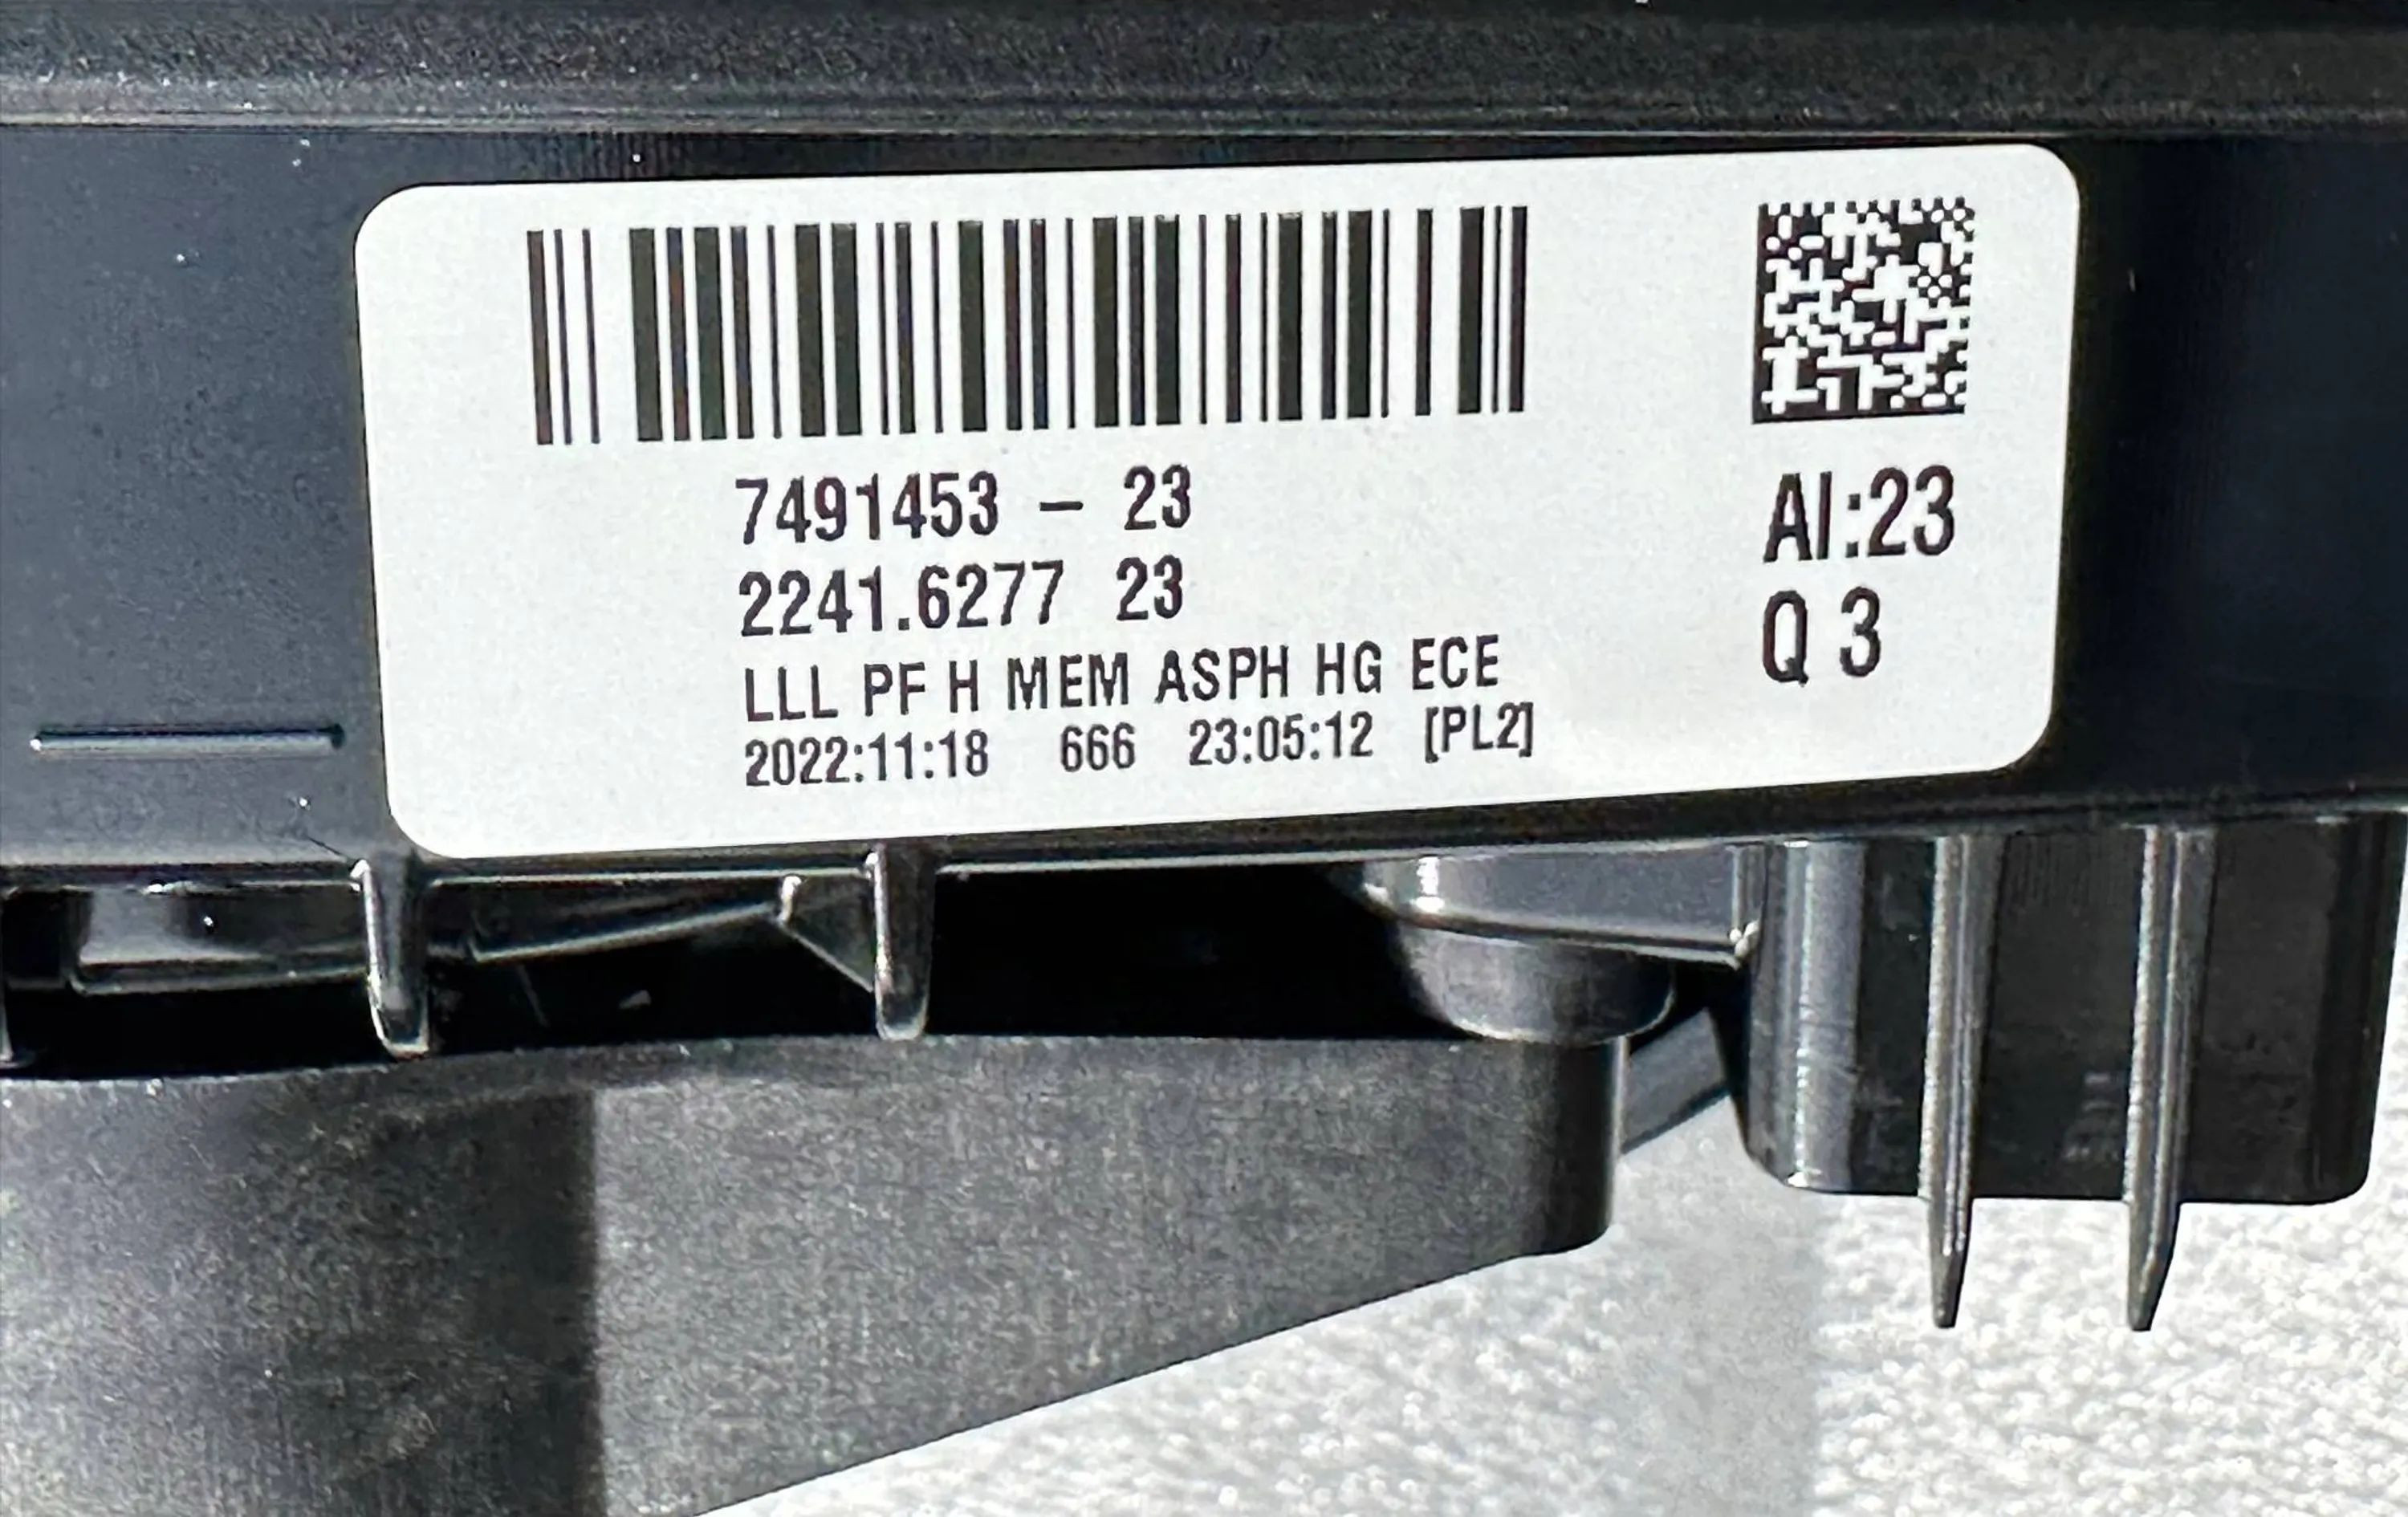 7491453 - 23
2241.6277 23
LLL PF H MEM ASPH HG ECE
2022:11:18 666 23:05:12 [PL2]
AI:23
Q 3